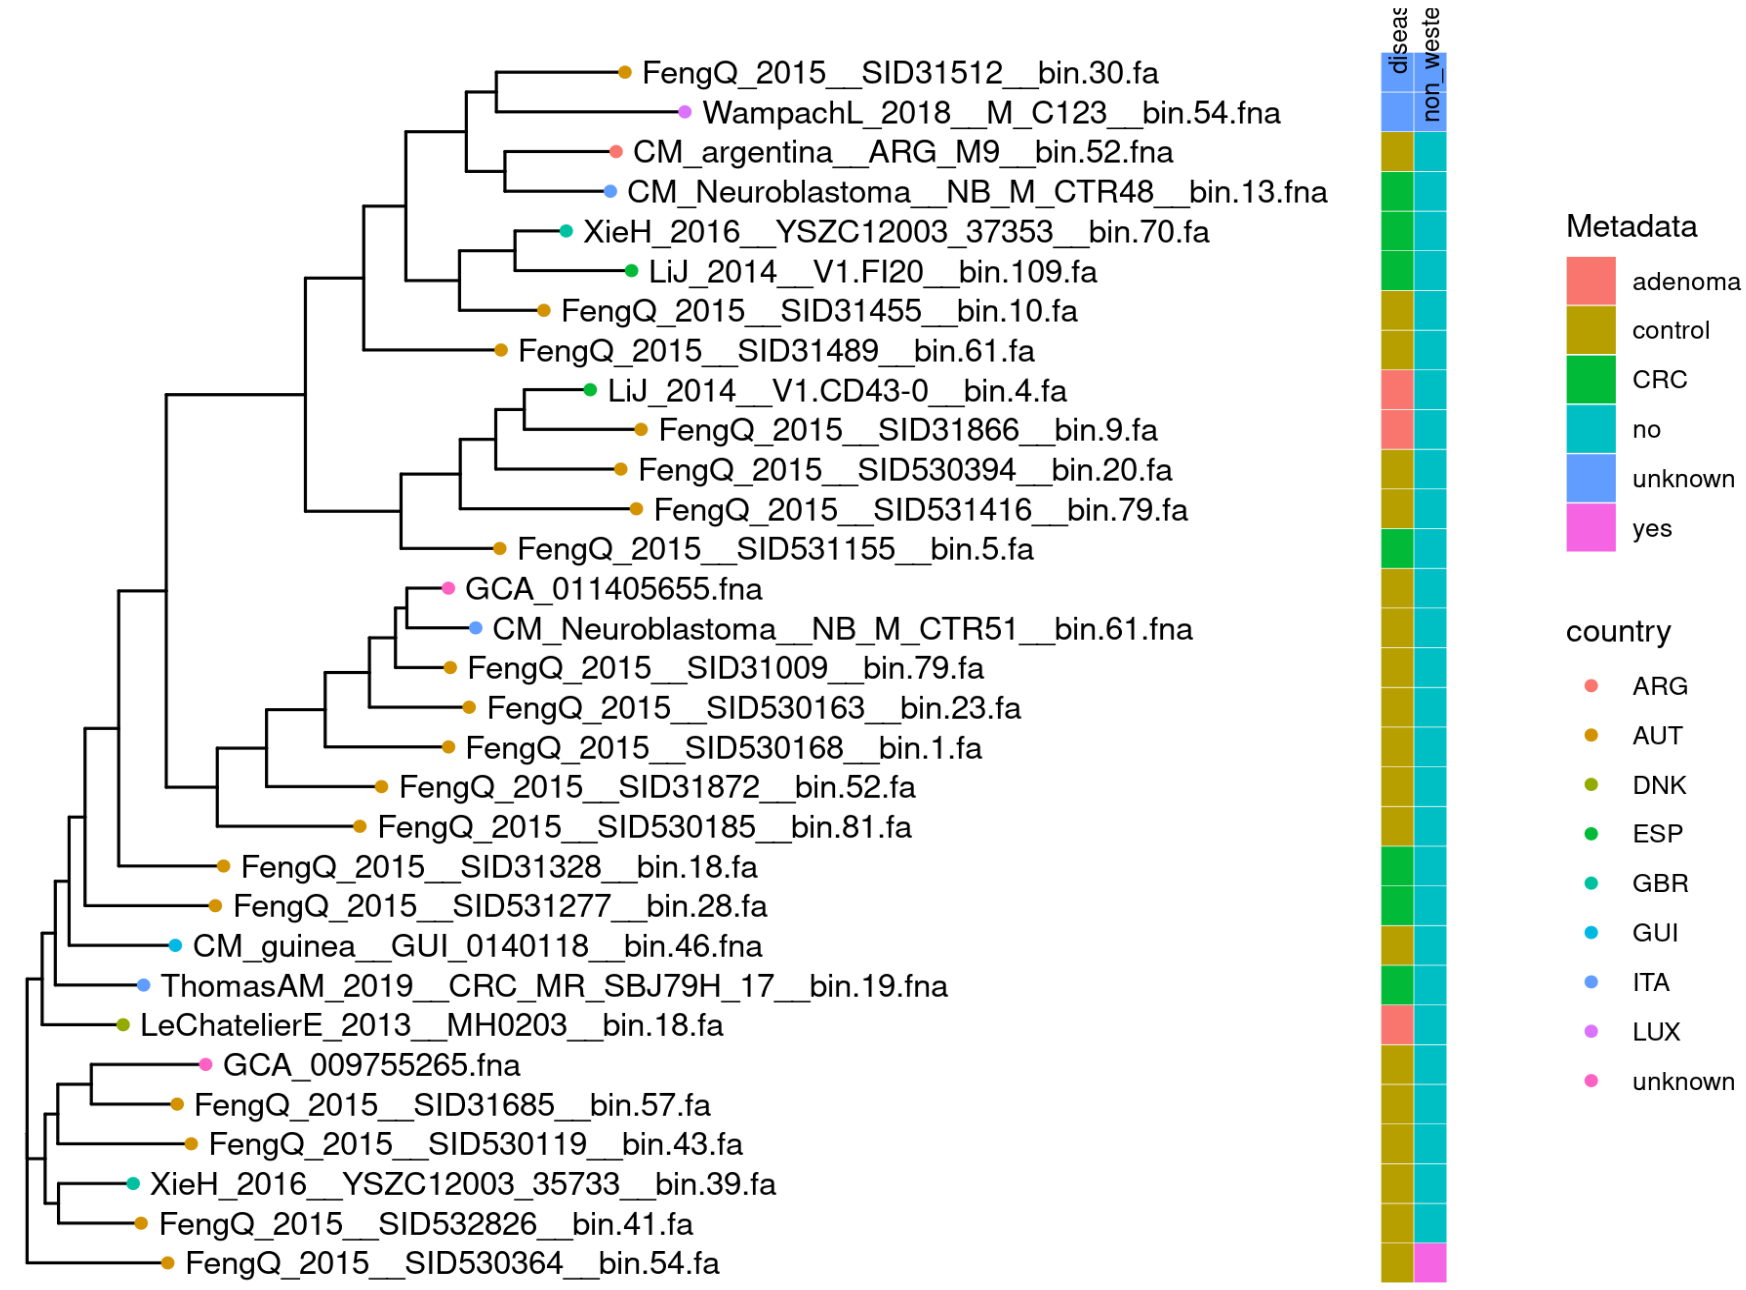 diseas
non_weste
FengQ_2015__SID31512__bin.30.fa
WampachL_2018__M_C123__bin.54.fna
CM_argentina__ARG_M9__bin.52.fna
CM_Neuroblastoma__NB_M_CTR48__bin.13.fna
XieH_2016__YSZC12003_37353__bin.70.fa
LiJ_2014__V1.FI20__bin.109.fa
FengQ_2015__SID31455__bin.10.fa
FengQ_2015__SID31489__bin.61.fa
LiJ_2014__V1.CD43-0__bin.4.fa
FengQ_2015__SID31866__bin.9.fa
FengQ_2015__SID530394__bin.20.fa
FengQ_2015__SID531416__bin.79.fa
FengQ_2015__SID531155__bin.5.fa
GCA_011405655.fna
CM_Neuroblastoma__NB_M_CTR51__bin.61.fna
FengQ_2015__SID31009__bin.79.fa
FengQ_2015__SID530163__bin.23.fa
FengQ_2015__SID530168__bin.1.fa
FengQ_2015__SID31872__bin.52.fa
FengQ_2015__SID530185__bin.81.fa
FengQ_2015__SID31328__bin.18.fa
FengQ_2015__SID531277__bin.28.fa
CM_guinea__GUI_0140118__bin.46.fna
ThomasAM_2019__CRC_MR_SBJ79H_17__bin.19.fna
LeChatelierE_2013__MH0203__bin.18.fa
GCA_009755265.fna
FengQ_2015__SID31685__bin.57.fa
FengQ_2015__SID530119__bin.43.fa
XieH_2016__YSZC12003_35733__bin.39.fa
FengQ_2015__SID532826__bin.41.fa
FengQ_2015__SID530364__bin.54.fa
Metadata
adenoma
control
CRC
no
unknown
yes
country
ARG
AUT
DNK
ESP
GBR
GUI
ITA
LUX
unknown